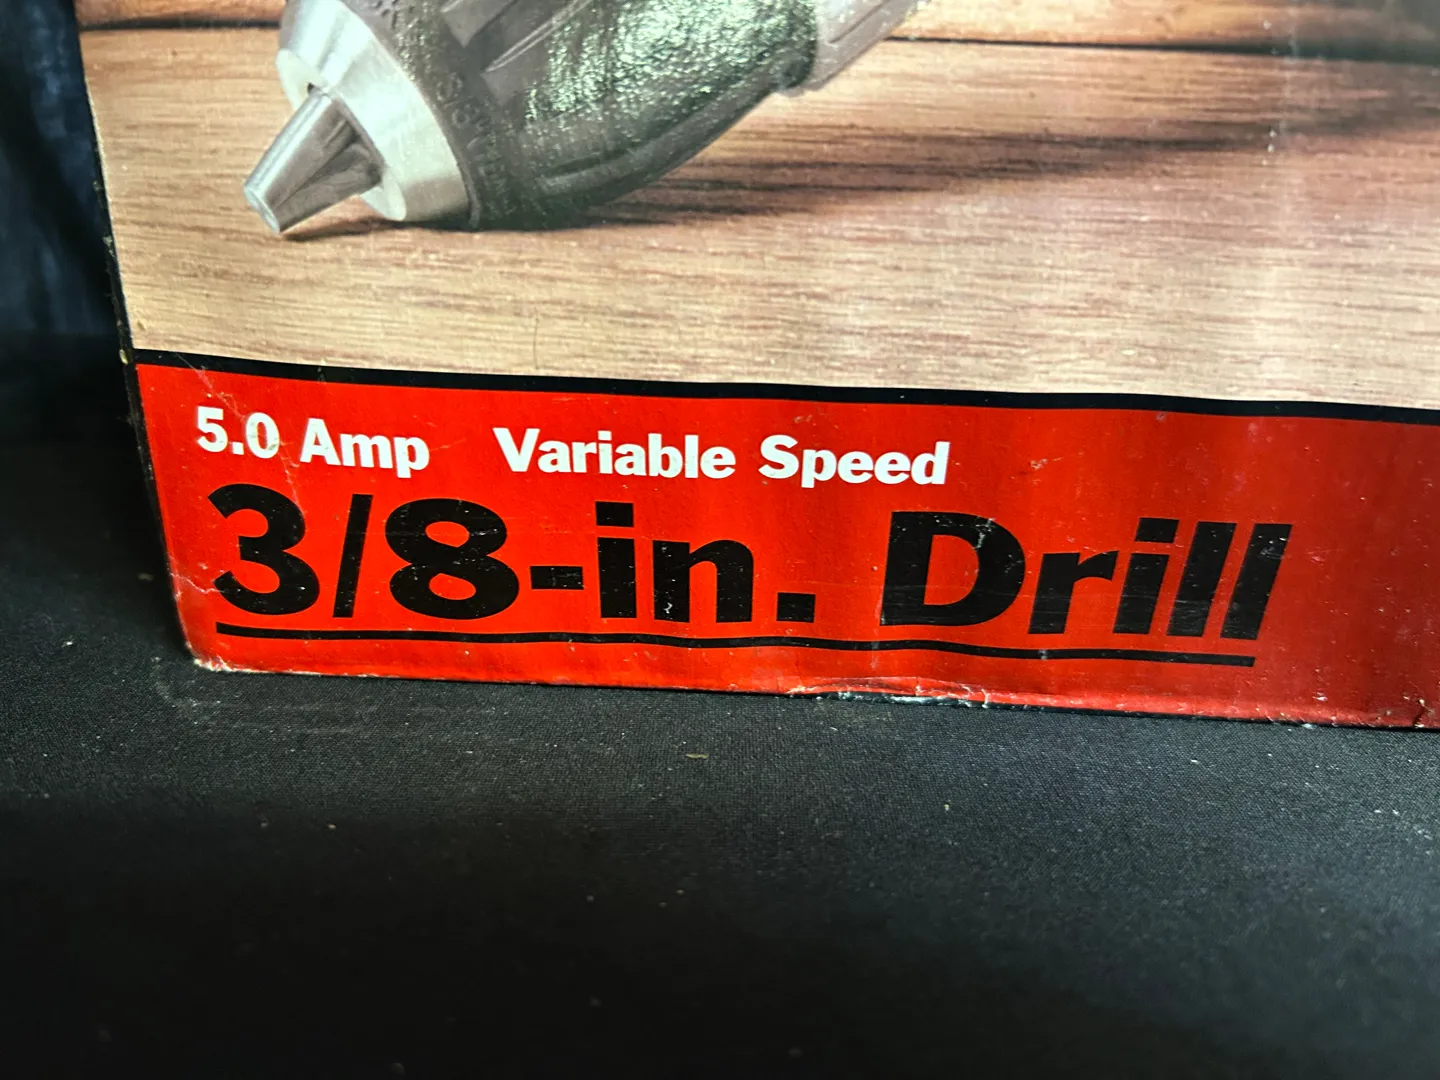 5.0 Amp Variable Speed
3/8-in. Drill